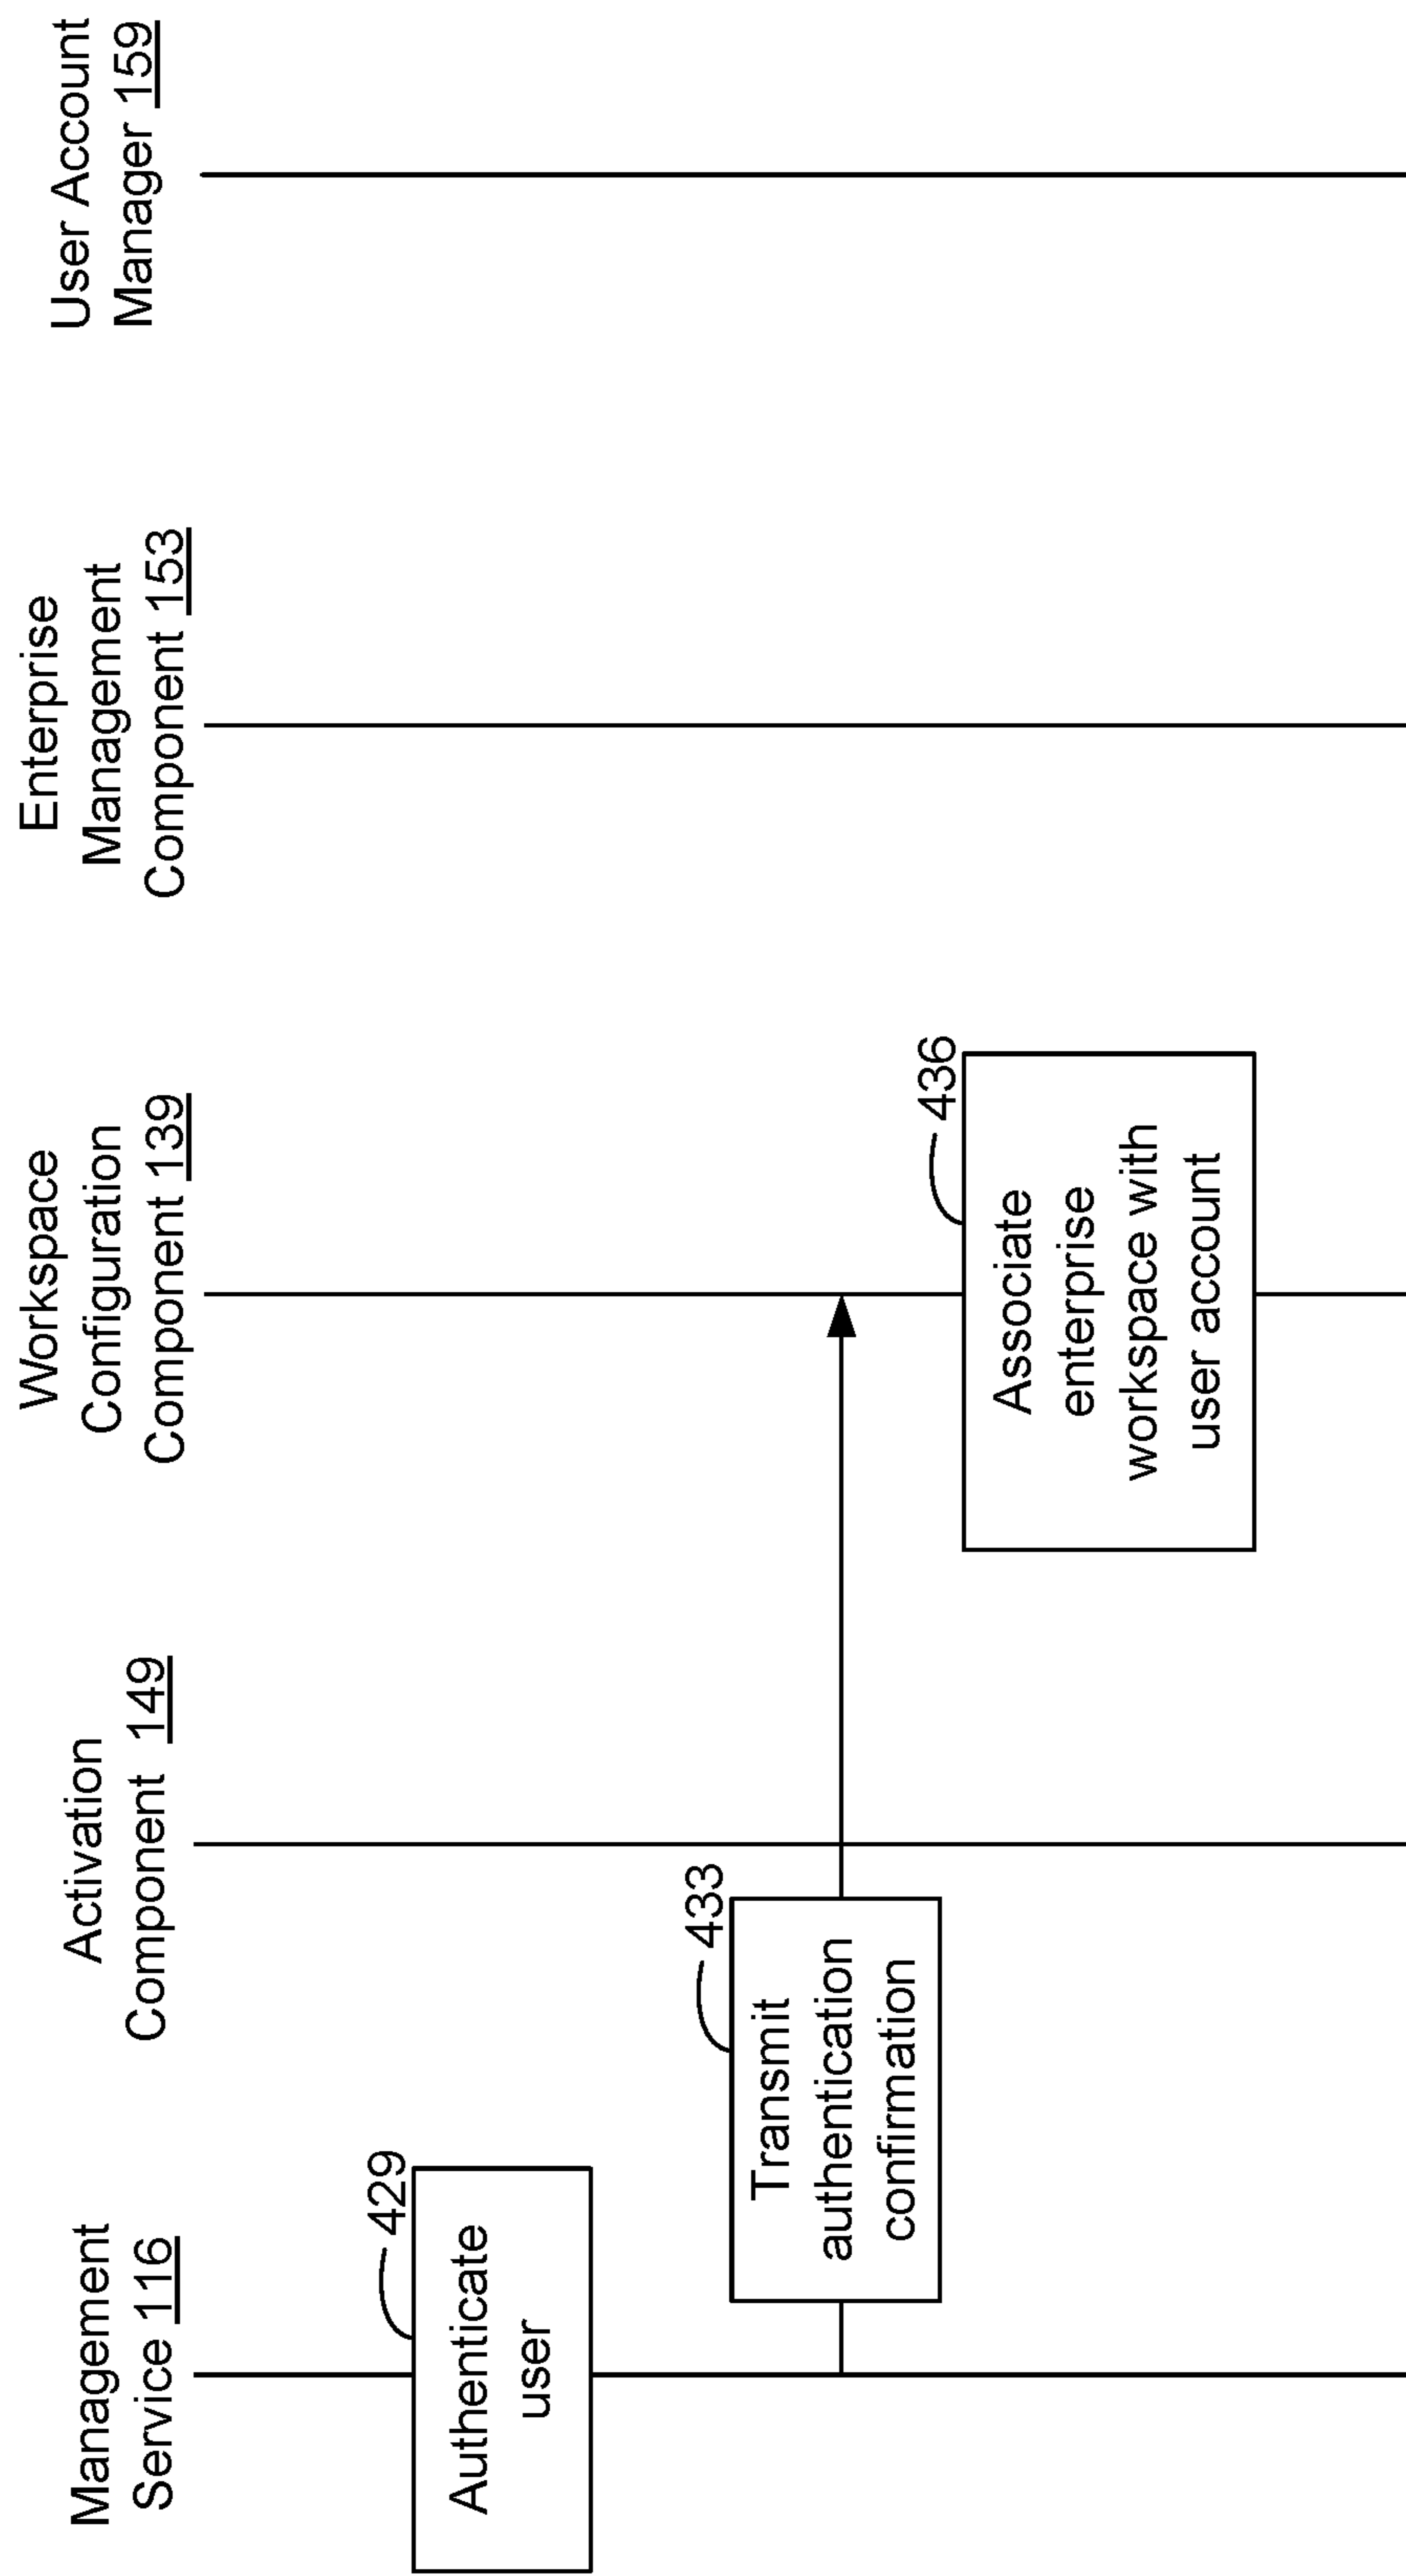 Management
Service 116
Activation
Component 149
Workspace
Configuration
Component 139
Enterprise
Management
Component 153
User Account
Manager 159
429
Authenticate
user
433
Transmit
authentication
confirmation
436
Associate
enterprise
workspace with
user account